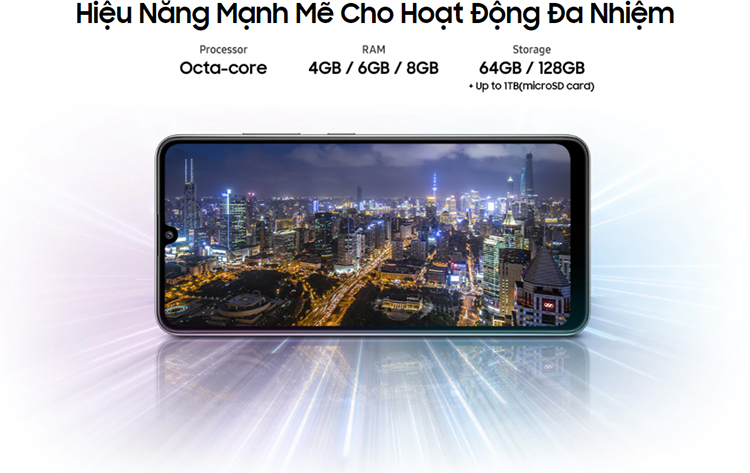 Hiệu Năng Mạnh Mẽ Cho Hoạt Động Đa Nhiệm
Processor RAM Storage
Octa-core 4GB / 6GB / 8GB 64GB / 128GB
+ Up to 1TB(microSD card)